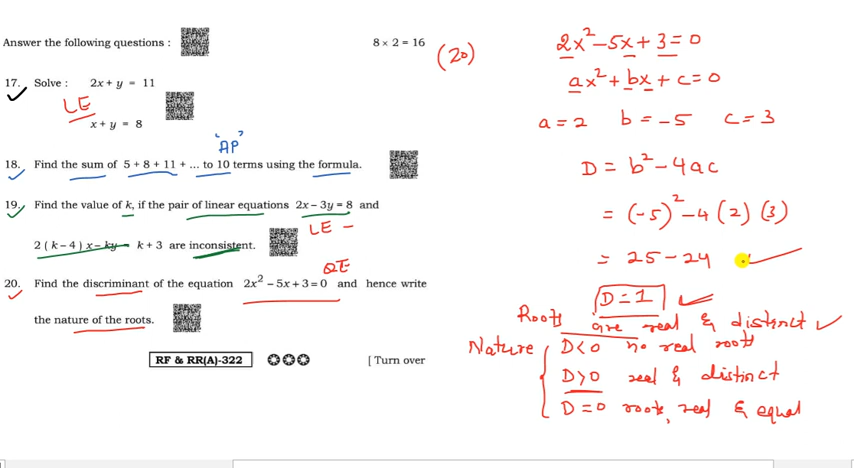 Answer the following questions : 8 × 2 = 16
17. Solve : 2x + y = 11
LE
x + y = 8
"AP"
18. Find the sum of 5 + 8 + 11 + ... to 10 terms using the formula.
19. Find the value of k, if the pair of linear equations 2x – 3y = 8 and
LE –
2 ( k – 4 ) x – ky = k + 3 are inconsistent.
QE
20. Find the discriminant of the equation 2x² – 5x + 3 = 0 and hence write
the nature of the roots.
RF & RR(A)-322 [ Turn over
(20) 2x² – 5x + 3 = 0
ax² + bx + c = 0
a = 2 b = –5 c = 3
D = b² – 4ac
= (–5)² – 4 (2) (3)
= 25 – 24
D = 1
Roots are real & distinct
Nature D < 0 no real roots
D > 0 real & distinct
D = 0 roots, real & equal